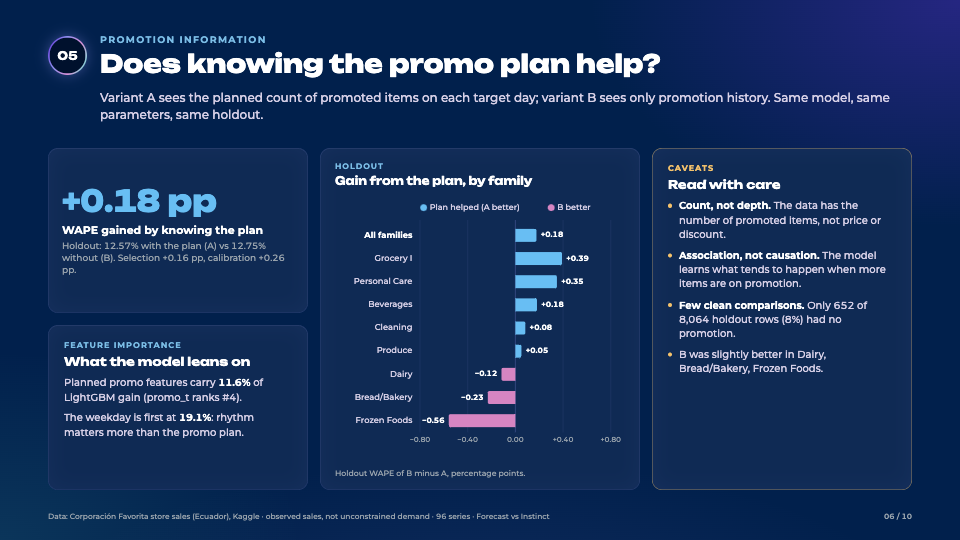 05
PROMOTION INFORMATION
Does knowing the promo plan help?
Variant A sees the planned count of promoted items on each target day; variant B sees only promotion history. Same model, same
parameters, same holdout.
+0.18 pp
WAPE gained by knowing the plan
Holdout: 12.57% with the plan (A) vs 12.75%
without (B). Selection +0.16 pp, calibration +0.26
pp.
FEATURE IMPORTANCE
What the model leans on
Planned promo features carry 11.6% of
LightGBM gain (promo_t ranks #4).
The weekday is first at 19.1%: rhythm
matters more than the promo plan.
HOLDOUT
Gain from the plan, by family
Plan helped (A better) B better
All families +0.18
Grocery I +0.39
Personal Care +0.35
Beverages +0.18
Cleaning +0.08
Produce +0.05
Dairy −0.12
Bread/Bakery −0.23
Frozen Foods −0.56
−0.80 −0.40 0.00 +0.40 +0.80
Holdout WAPE of B minus A, percentage points.
CAVEATS
Read with care
• Count, not depth. The data has the
number of promoted items, not price or
discount.
• Association, not causation. The model
learns what tends to happen when more
items are on promotion.
• Few clean comparisons. Only 652 of
8,064 holdout rows (8%) had no
promotion.
• B was slightly better in Dairy,
Bread/Bakery, Frozen Foods.
Data: Corporación Favorita store sales (Ecuador), Kaggle · observed sales, not unconstrained demand · 96 series · Forecast vs Instinct
06 / 10